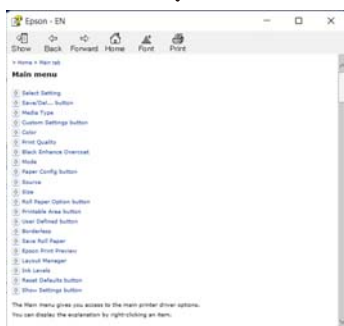 Epson - EN
Show Back Forward Home Font Print
> Home > Main tab
Main menu
Select Setting
Save/Del... button
Media Type
Custom Settings button
Color
Print Quality
Black Enhance Overcoat
Mode
Paper Config button
Source
Size
Roll Paper Option button
Printable Area button
User Defined button
Borderless
Save Roll Paper
Epson Print Preview
Layout Manager
Ink Levels
Reset Defaults button
Show Settings button
The Main menu gives you access to the main printer driver options.
You can display the explanation by right-clicking an item.